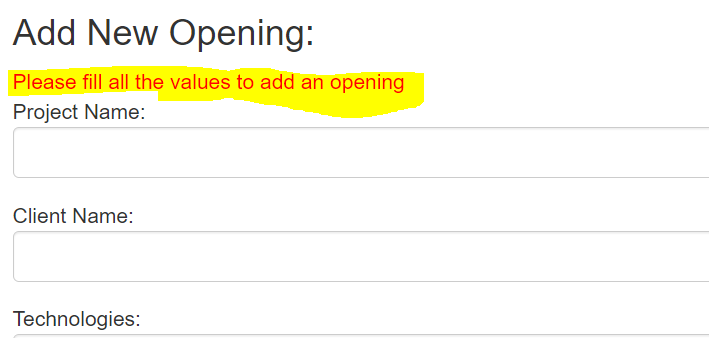 Add New Opening:
Please fill all the values to add an opening
Project Name:
Client Name:
Technologies: